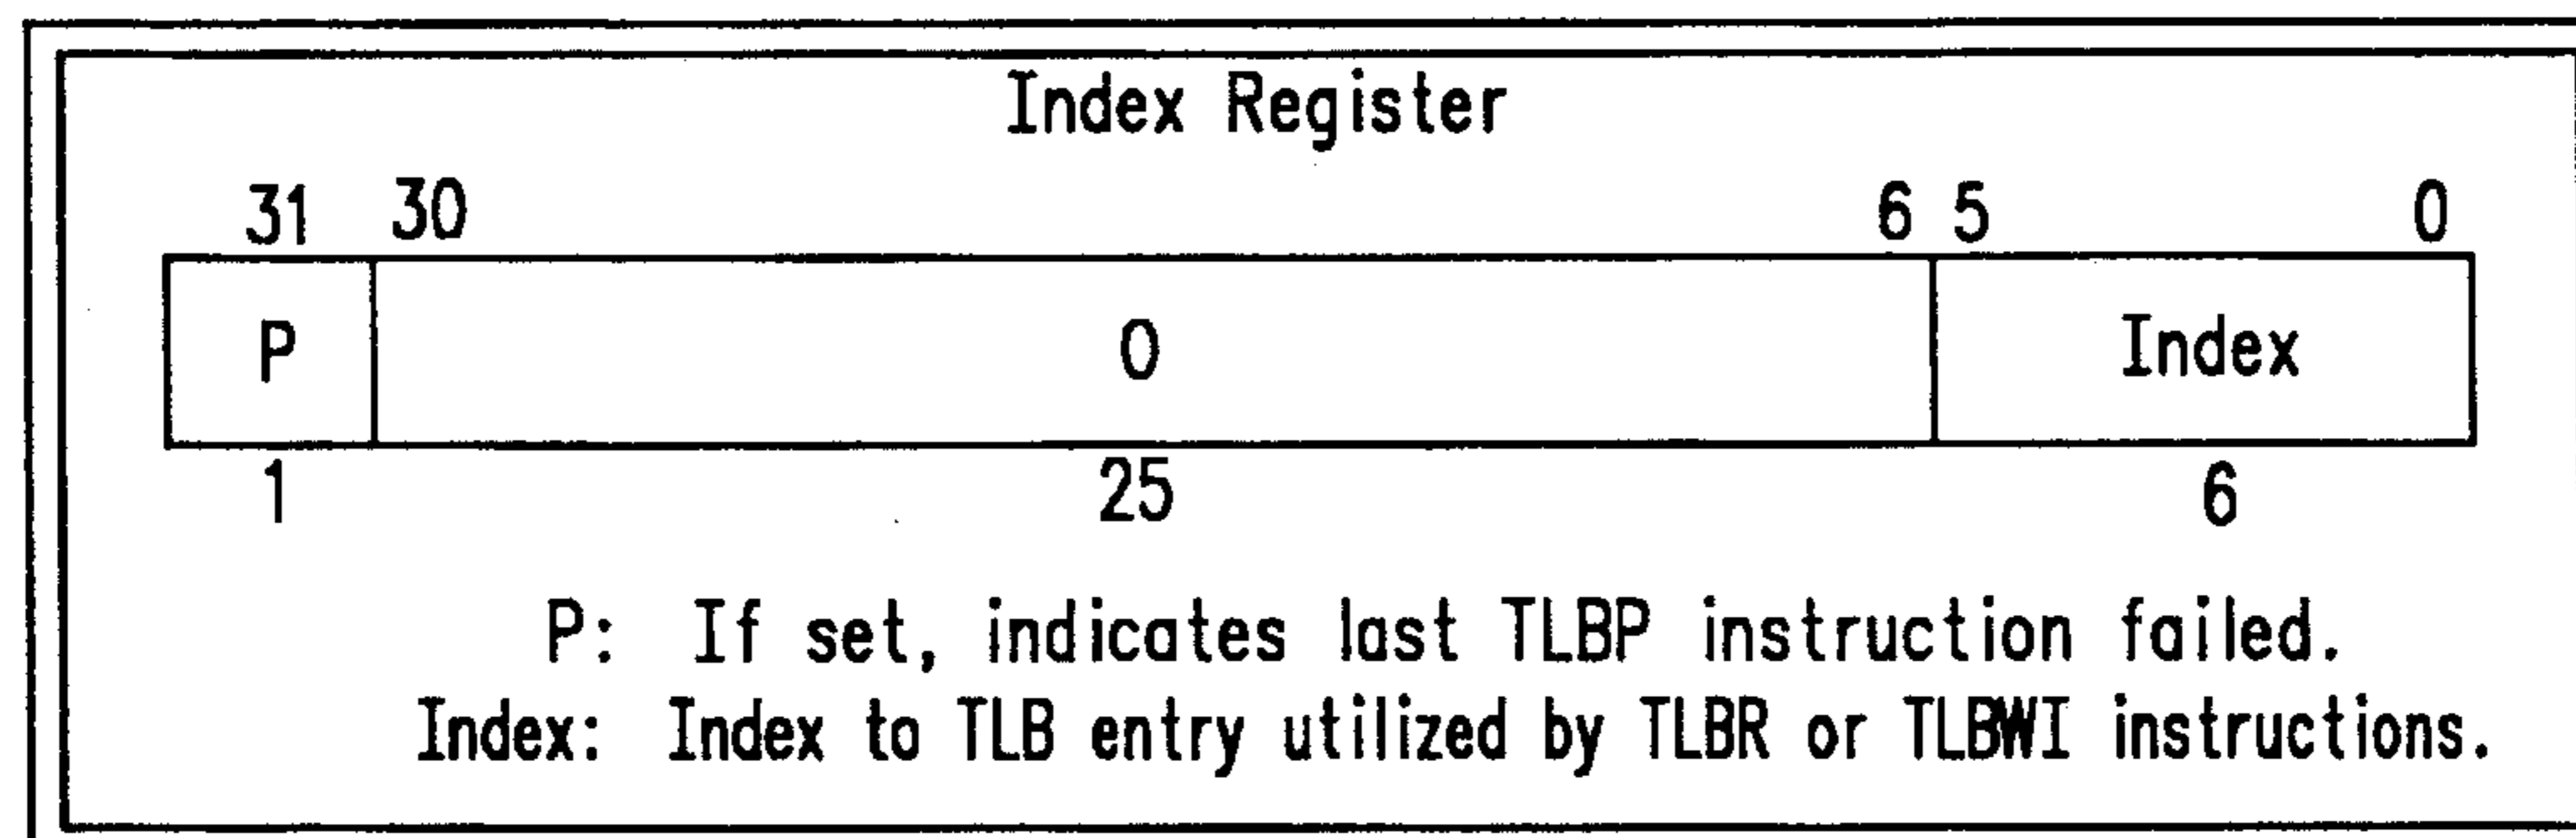 Index Register
31 30 6 5 0
P 0 Index
1 25 6
P: If set, indicates last TLBP instruction failed.
Index: Index to TLB entry utilized by TLBR or TLBWI instructions.